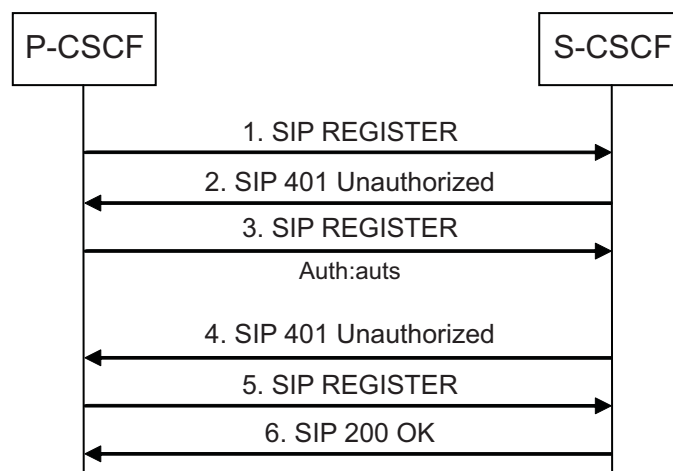 P-CSCF
S-CSCF
1. SIP REGISTER
2. SIP 401 Unauthorized
3. SIP REGISTER
Auth:auts
4. SIP 401 Unauthorized
5. SIP REGISTER
6. SIP 200 OK